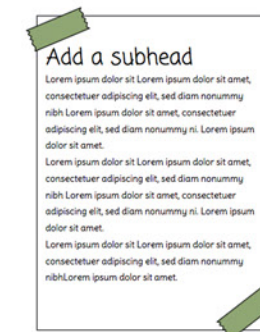 Add a subhead
Lorem ipsum dolor sit Lorem ipsum dolor sit amet,
consectetuer adipiscing elit, sed diam nonummy
nibh Lorem ipsum dolor sit amet, consectetuer
adipiscing elit, sed diam nonummy ni. Lorem ipsum
dolor sit amet.
Lorem ipsum dolor sit Lorem ipsum dolor sit amet,
consectetuer adipiscing elit, sed diam nonummy
nibh Lorem ipsum dolor sit amet, consectetuer
adipiscing elit, sed diam nonummy ni. Lorem ipsum
dolor sit amet.
Lorem ipsum dolor sit Lorem ipsum dolor sit amet,
consectetuer adipiscing elit, sed diam nonummy
nibhLorem ipsum dolor sit amet.